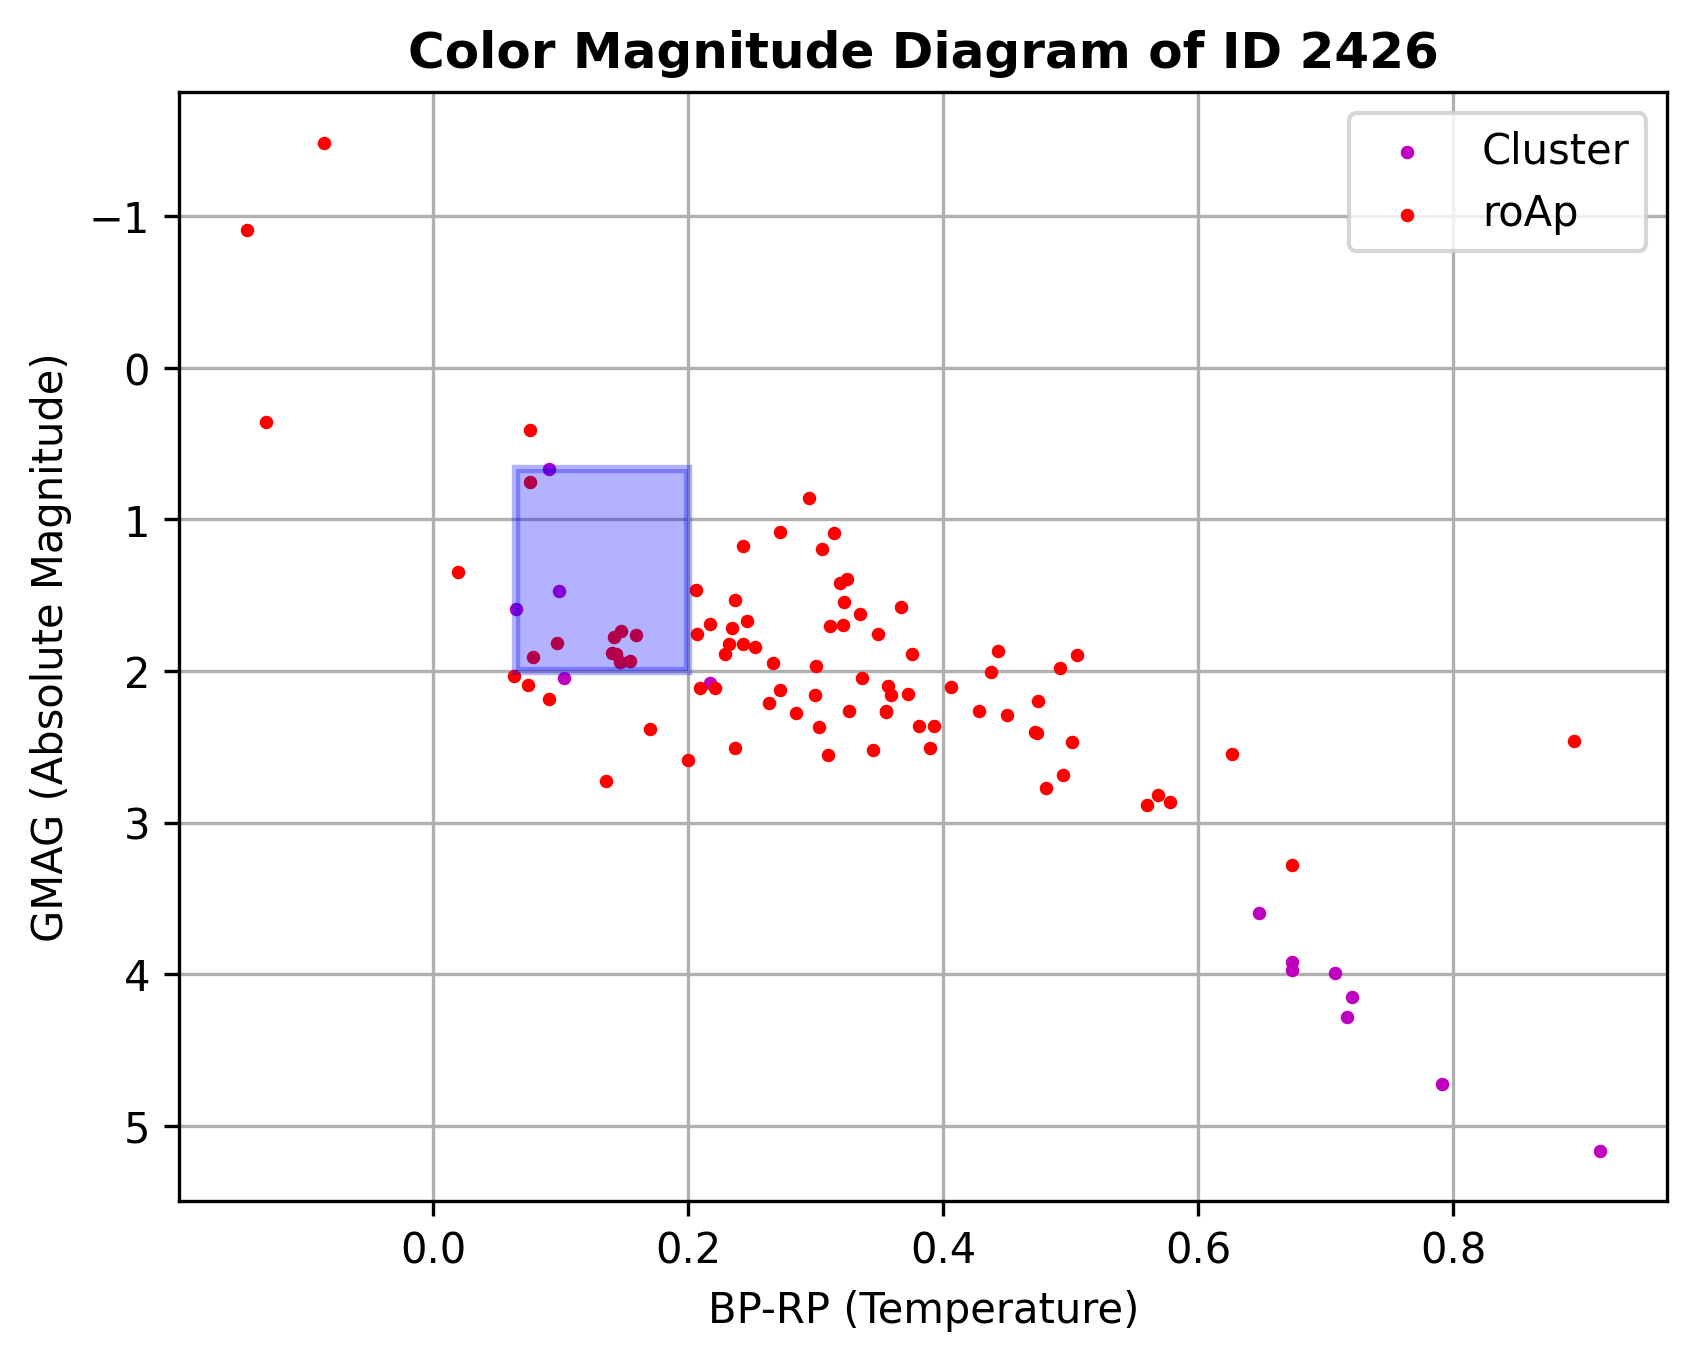 Color Magnitude Diagram of ID 2426
Cluster
roAp
GMAG (Absolute Magnitude)
−1
0
1
2
3
4
5
0.0 0.2 0.4 0.6 0.8
BP-RP (Temperature)